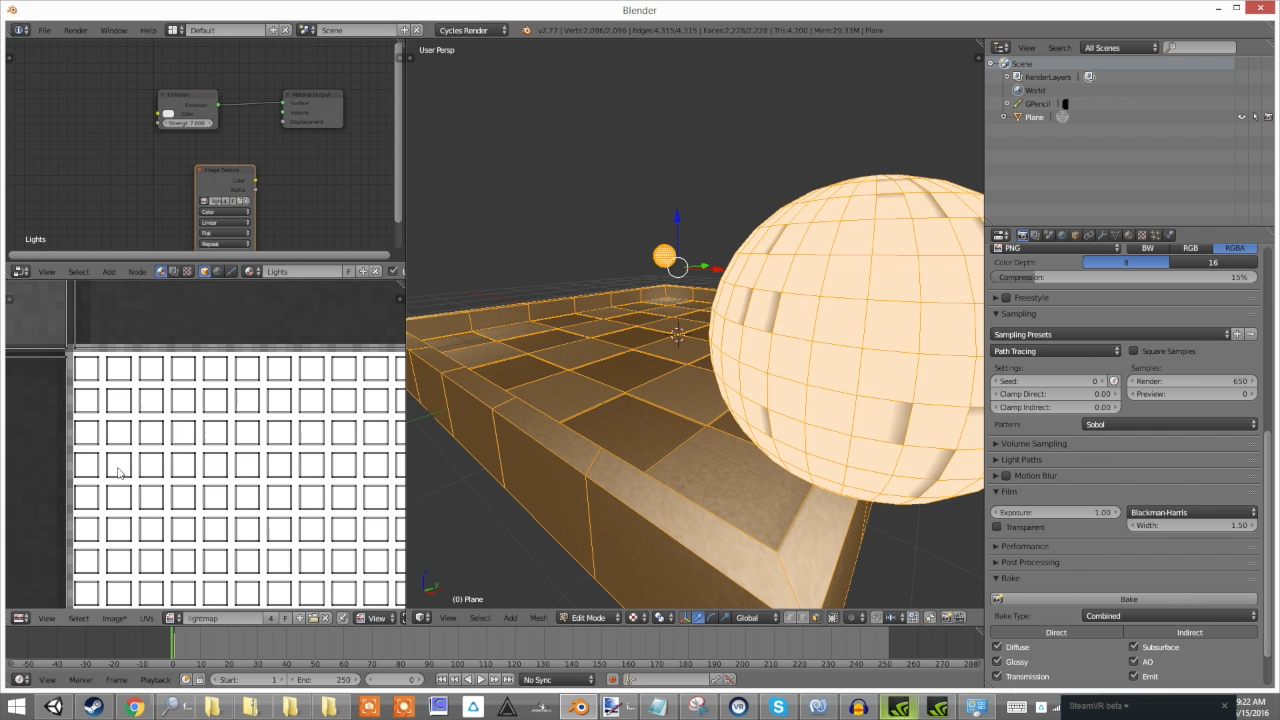 Blender
File Render Window Help Default Scene Cycles Render v2.77 | Verts:2,096/2,096 | Edges:4,315/4,315 | Faces:2,228/2,228 | Tris:4,200 | Mem:29.33M | Plane
View Search All Scenes
Scene
RenderLayers
World
GPencil
Plane
User Persp
Emission
Emission
Color
Strengt: 7.000
Material Output
Surface
Volume
Displacement
Image Texture
Color
Alpha
Color
Linear
Flat
Repeat
Lights
View Select Add Node Lights F
PNG BW RGB RGBA
Color Depth: 8 16
Compression: 15%
Freestyle
Sampling
Sampling Presets
Path Tracing Square Samples
Settings: Samples:
Seed: 0 Render: 650
Clamp Direct: 0.00 Preview: 0
Clamp Indirect: 0.00
Pattern: Sobol
Volume Sampling
Light Paths
Motion Blur
Film
Exposure: 1.00 Blackman-Harris
Transparent Width: 1.50
Performance
Post Processing
Bake
Bake
Bake Type: Combined
Direct Indirect
Diffuse Subsurface
Glossy AO
Transmission Emit
(0) Plane
View Select Image* UVs lightmap 4 F View
View Select Add Mesh Edit Mode Global
-50 -40 -30 -20 -10 0 10 20 30 40 50 60 70 80 90 100 110 120 130 140 150 160 170 180 190 200 210 220 230 240 250 260 270 280
View Marker Frame Playback Start: 1 End: 250 0 No Sync
SteamVR beta
9:22 AM
/15/2016